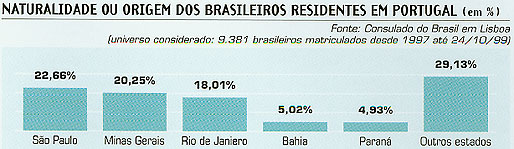 NATURALIDADE OU ORIGEM DOS BRASILEIROS RESIDENTES EM PORTUGAL (em %)
Fonte: Consulado do Brasil em Lisboa
(universo considerado: 9.381 brasileiros matriculados desde 1997 até 24/10/99)
22,66% 20,25% 18,01% 5,02% 4,93% 29,13%
São Paulo Minas Gerais Rio de Janiero Bahia Paraná Outros estados